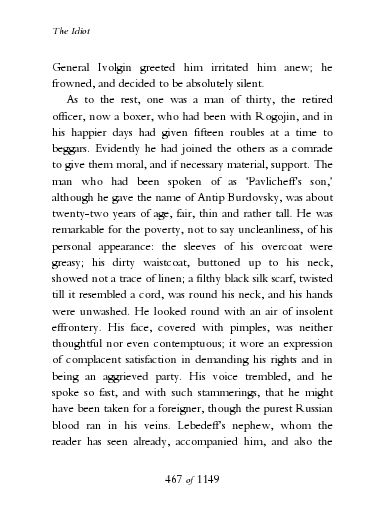 The Idiot
General Ivolgin greeted him irritated him anew; he
frowned, and decided to be absolutely silent.
As to the rest, one was a man of thirty, the retired
officer, now a boxer, who had been with Rogojin, and in
his happier days had given fifteen roubles at a time to
beggars. Evidently he had joined the others as a comrade
to give them moral, and if necessary material, support. The
man who had been spoken of as 'Pavlicheff's son,'
although he gave the name of Antip Burdovsky, was about
twenty-two years of age, fair, thin and rather tall. He was
remarkable for the poverty, not to say uncleanliness, of his
personal appearance: the sleeves of his overcoat were
greasy; his dirty waistcoat, buttoned up to his neck,
showed not a trace of linen; a filthy black silk scarf, twisted
till it resembled a cord, was round his neck, and his hands
were unwashed. He looked round with an air of insolent
effrontery. His face, covered with pimples, was neither
thoughtful nor even contemptuous; it wore an expression
of complacent satisfaction in demanding his rights and in
being an aggrieved party. His voice trembled, and he
spoke so fast, and with such stammerings, that he might
have been taken for a foreigner, though the purest Russian
blood ran in his veins. Lebedeff's nephew, whom the
reader has seen already, accompanied him, and also the
467 of 1149